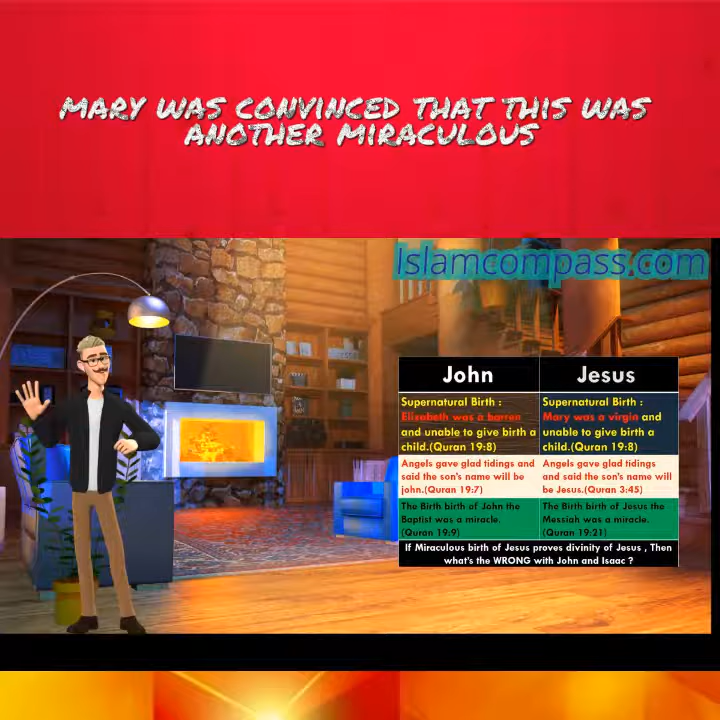 MARY WAS CONVINCED THAT THIS WAS
ANOTHER MIRACULOUS
Islamcompass.com
John
Jesus
Supernatural Birth :
Elizabeth was a barren
and unable to give birth a
child.(Quran 19:8)
Supernatural Birth :
Mary was a virgin and
unable to give birth a
child.(Quran 19:8)
Angels gave glad tidings and
said the son's name will be
john.(Quran 19:7)
Angels gave glad tidings
and said the son's name will
be Jesus.(Quran 3:45)
The Birth birth of John the
Baptist was a miracle.
(Quran 19:9)
The Birth birth of Jesus the
Messiah was a miracle.
(Quran 19:21)
If Miraculous birth of Jesus proves divinity of Jesus , Then
what's the WRONG with John and Isaac ?